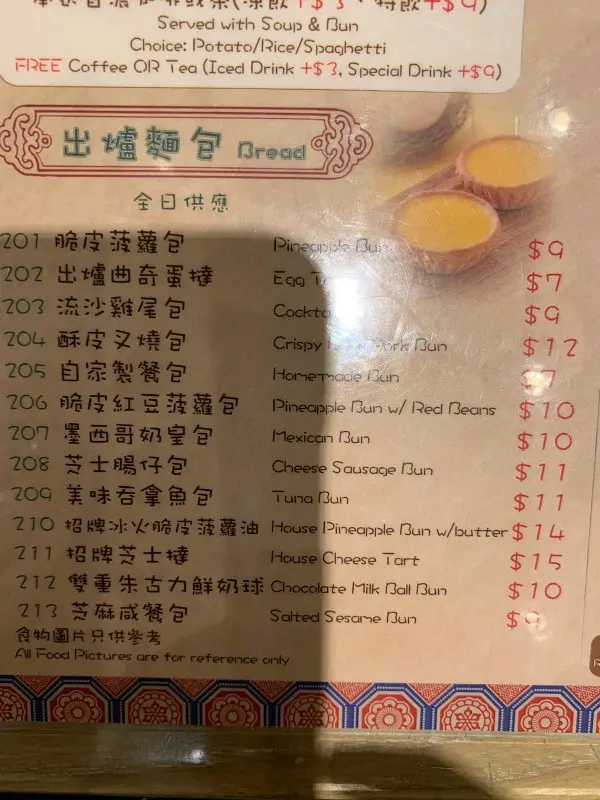 Served with Soup & Bun
Choice: Potato/Rice/Spaghetti
FREE Coffee OR Tea (Iced Drink +$3, Special Drink +$9)
出爐麵包 Bread
全日供應
201 脆皮菠蘿包 Pineapple Bun $9
202 出爐曲奇蛋撻 Egg $7
203 流沙雞尾包 $9
204 酥皮叉燒包 Crispy Pork Bun $12
205 自家製餐包 Homemade Bun $7
206 脆皮紅豆菠蘿包 Pineapple Bun w/ Red Beans $10
207 墨西哥奶皇包 Mexican Bun $10
208 芝士腸仔包 Cheese Sausage Bun $11
209 美味吞拿魚包 Tuna Bun $11
210 招牌冰火脆皮菠蘿油 House Pineapple Bun w/butter $14
211 招牌芝士撻 House Cheese Tart $15
212 雙重朱古力鮮奶球 Chocolate Milk Ball Bun $10
213 芝麻咸餐包 Salted Sesame Bun $9
食物圖片只供參考
All Food Pictures are for reference only